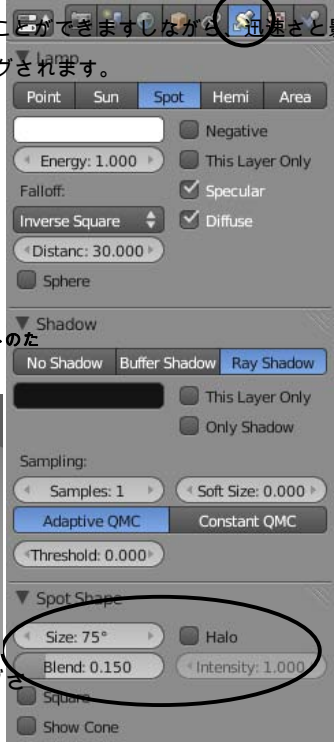 ことができますしながら、迅速さと
Lamp
グされます。
Point Sun Spot Hemi Area
Negative
Energy: 1.000 This Layer Only
Falloff: Specular
Inverse Square Diffuse
Distanc: 30.000
Sphere
Shadow
のた
No Shadow Buffer Shadow Ray Shadow
This Layer Only
Only Shadow
Sampling:
Samples: 1 Soft Size: 0.000
Adaptive QMC Constant QMC
Threshold: 0.000
Spot Shape
Size: 75° Halo
Blend: 0.150 Intensity: 1.000
Square
Show Cone